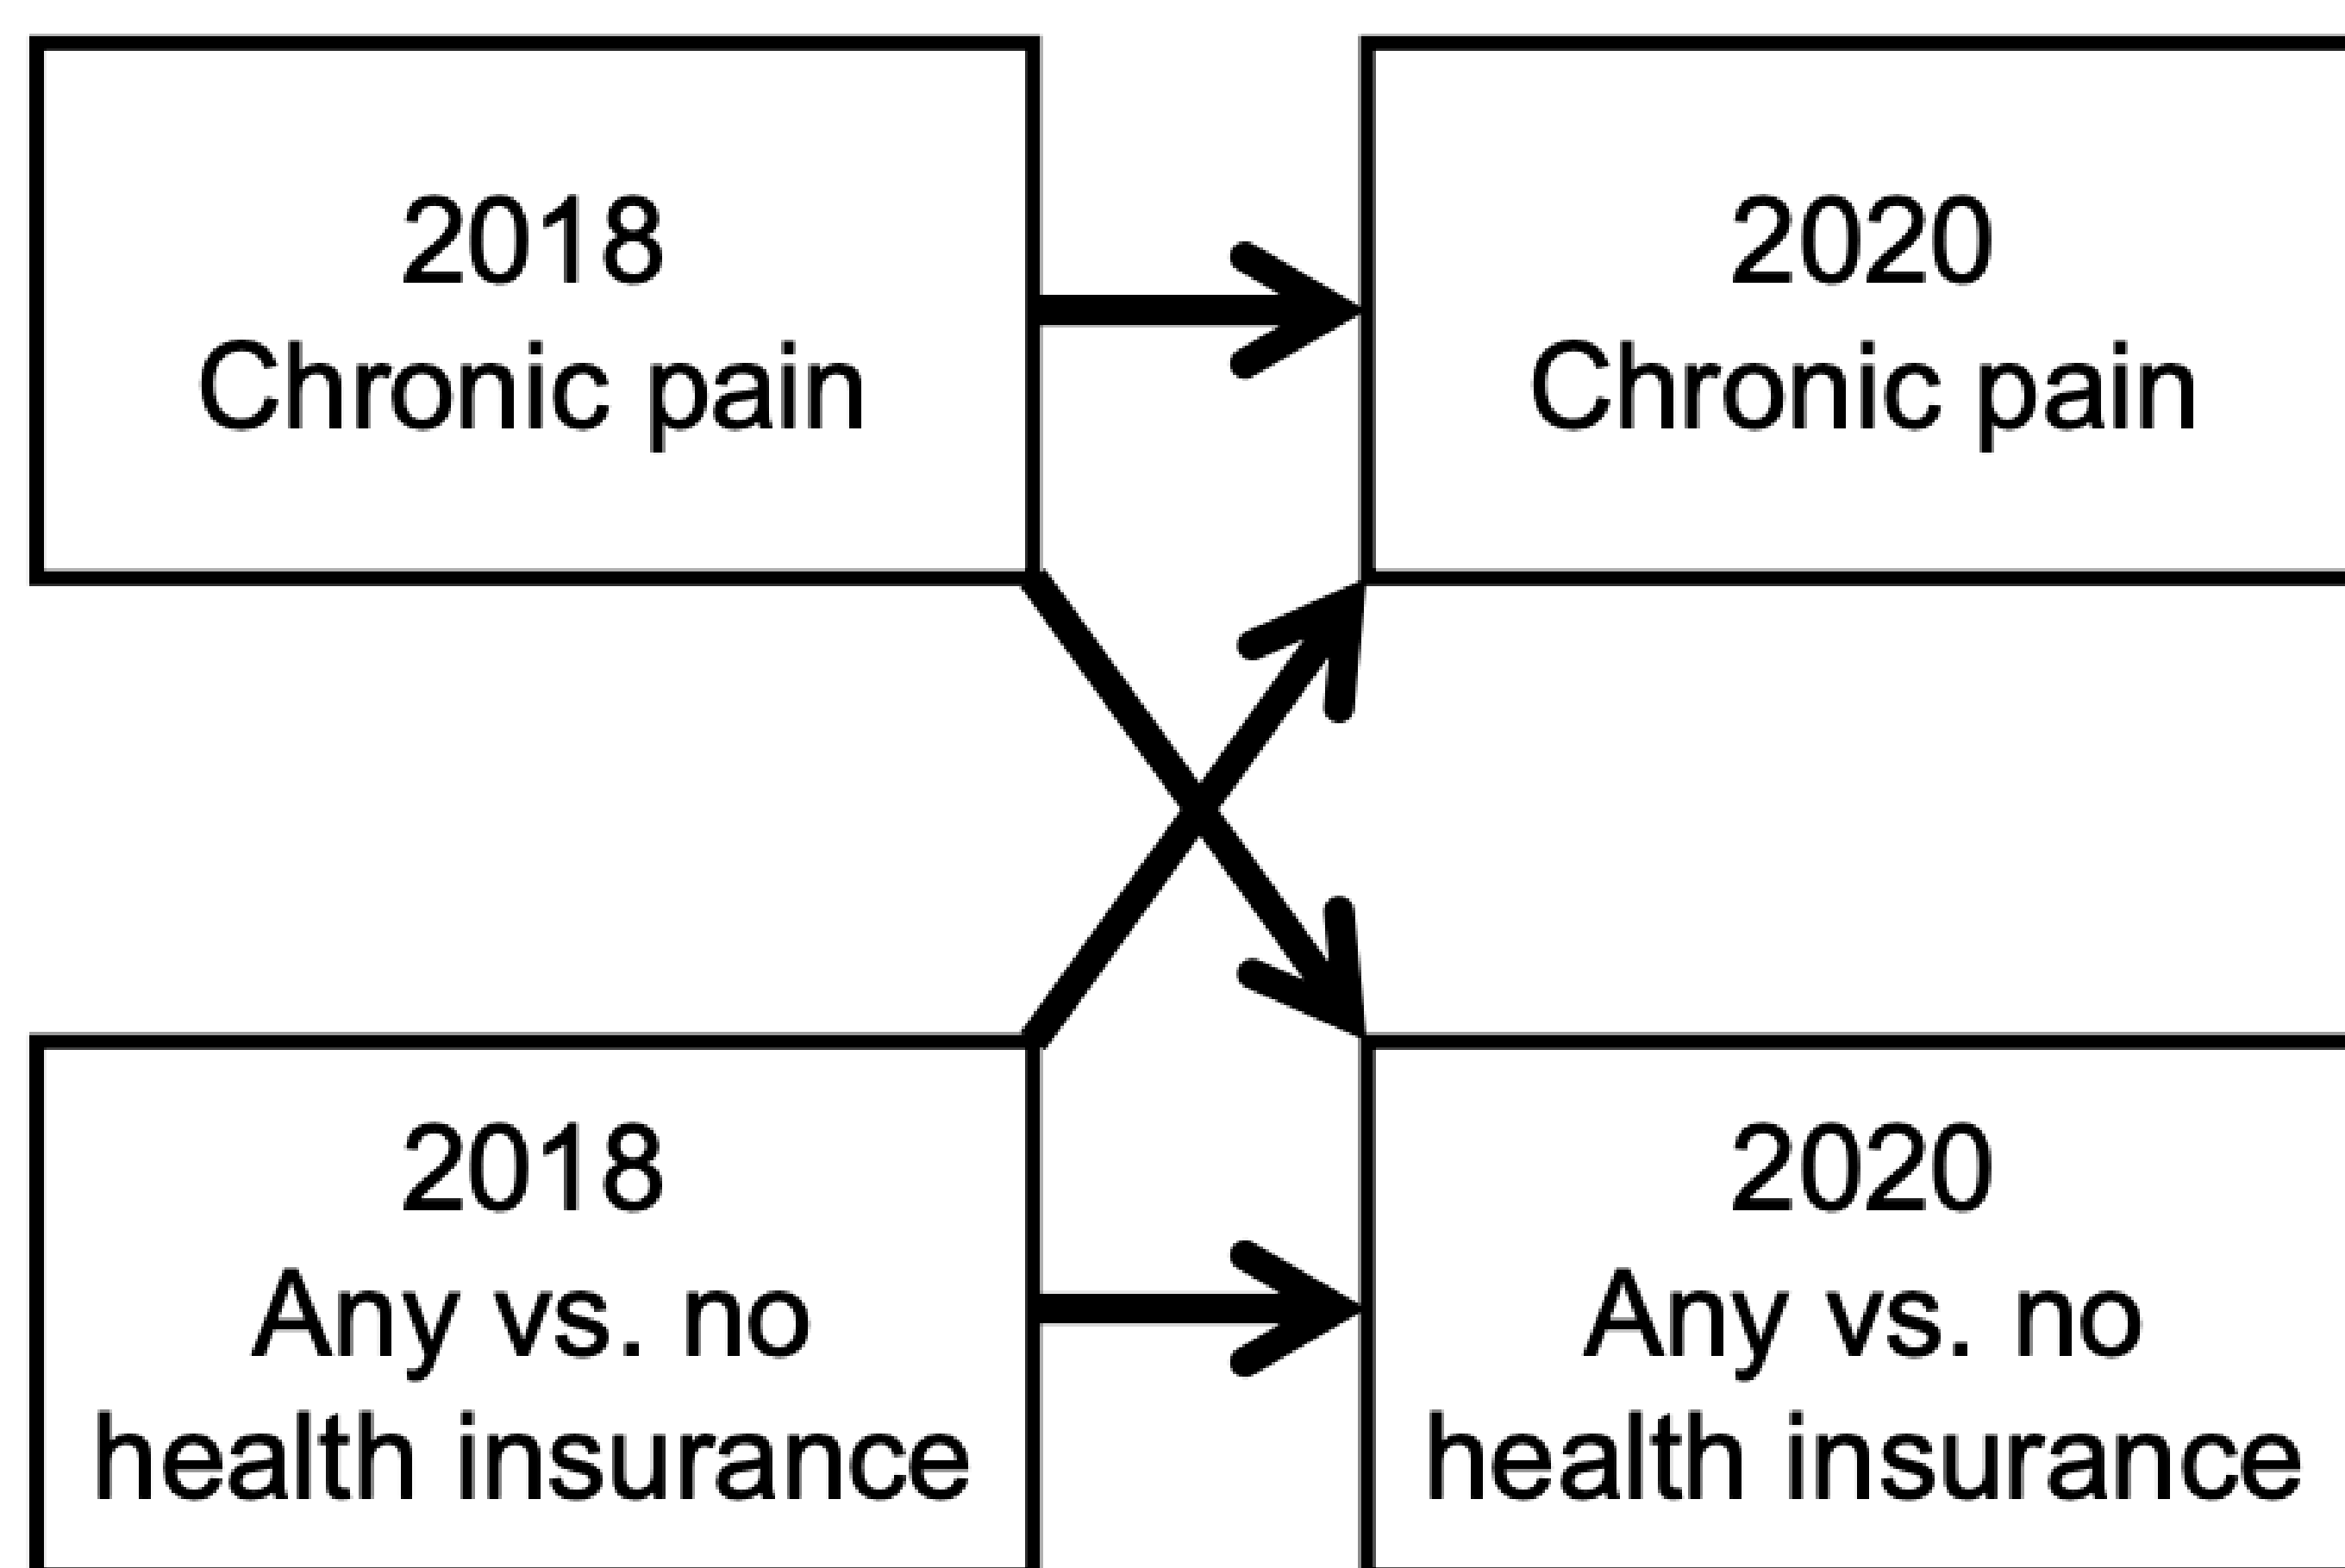 2018
Chronic pain
2020
Chronic pain
2018
Any vs. no
health insurance
2020
Any vs. no
health insurance